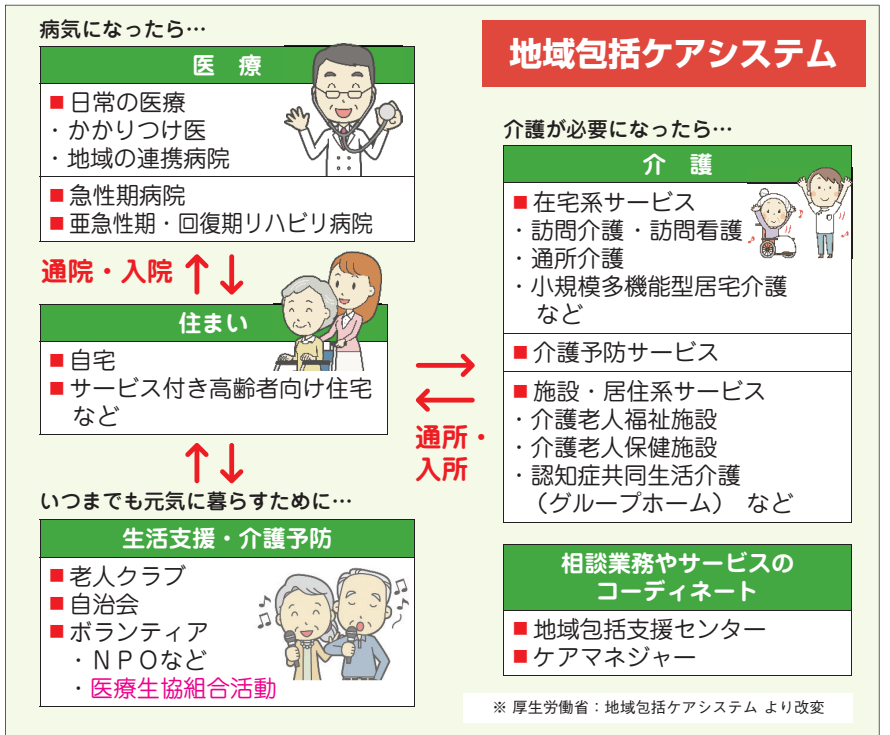 地域包括ケアシステム
病気になったら…
医 療
■日常の医療
・かかりつけ医
・地域の連携病院
■急性期病院
■亜急性期・回復期リハビリ病院
通院・入院
住まい
■自宅
■サービス付き高齢者向け住宅
など
いつまでも元気に暮らすために…
生活支援・介護予防
■老人クラブ
■自治会
■ボランティア
・ＮＰＯなど
・医療生協組合活動
通所・
入所
介護が必要になったら…
介 護
■在宅系サービス
・訪問介護・訪問看護
・通所介護
・小規模多機能型居宅介護
など
■介護予防サービス
■施設・居住系サービス
・介護老人福祉施設
・介護老人保健施設
・認知症共同生活介護
（グループホーム） など
相談業務やサービスの
コーディネート
■地域包括支援センター
■ケアマネジャー
※ 厚生労働省：地域包括ケアシステム より改変